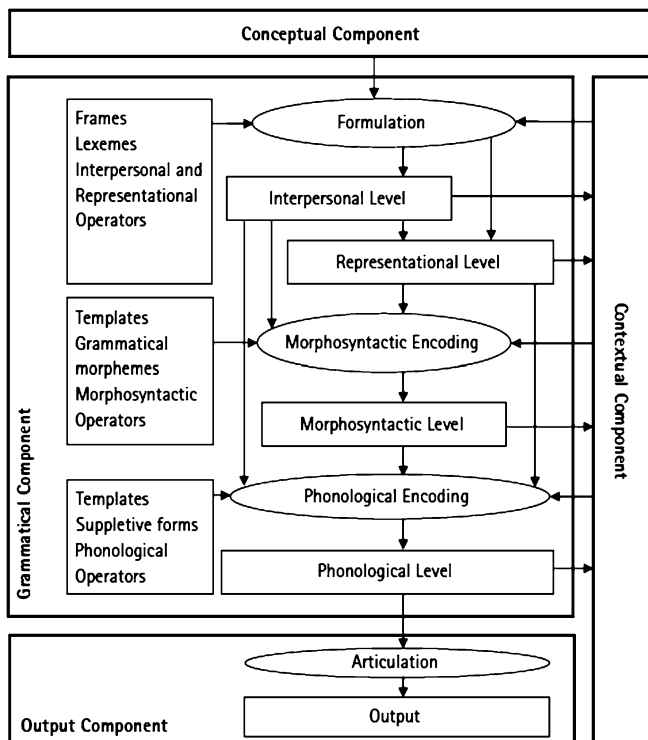 Conceptual Component
Frames
Lexemes
Interpersonal and
Representational
Operators
Formulation
Interpersonal Level
Representational Level
Templates
Grammatical
morphemes
Morphosyntactic
Operators
Morphosyntactic Encoding
Morphosyntactic Level
Templates
Suppletive forms
Phonological
Operators
Phonological Encoding
Phonological Level
Grammatical Component
Contextual Component
Articulation
Output
Output Component